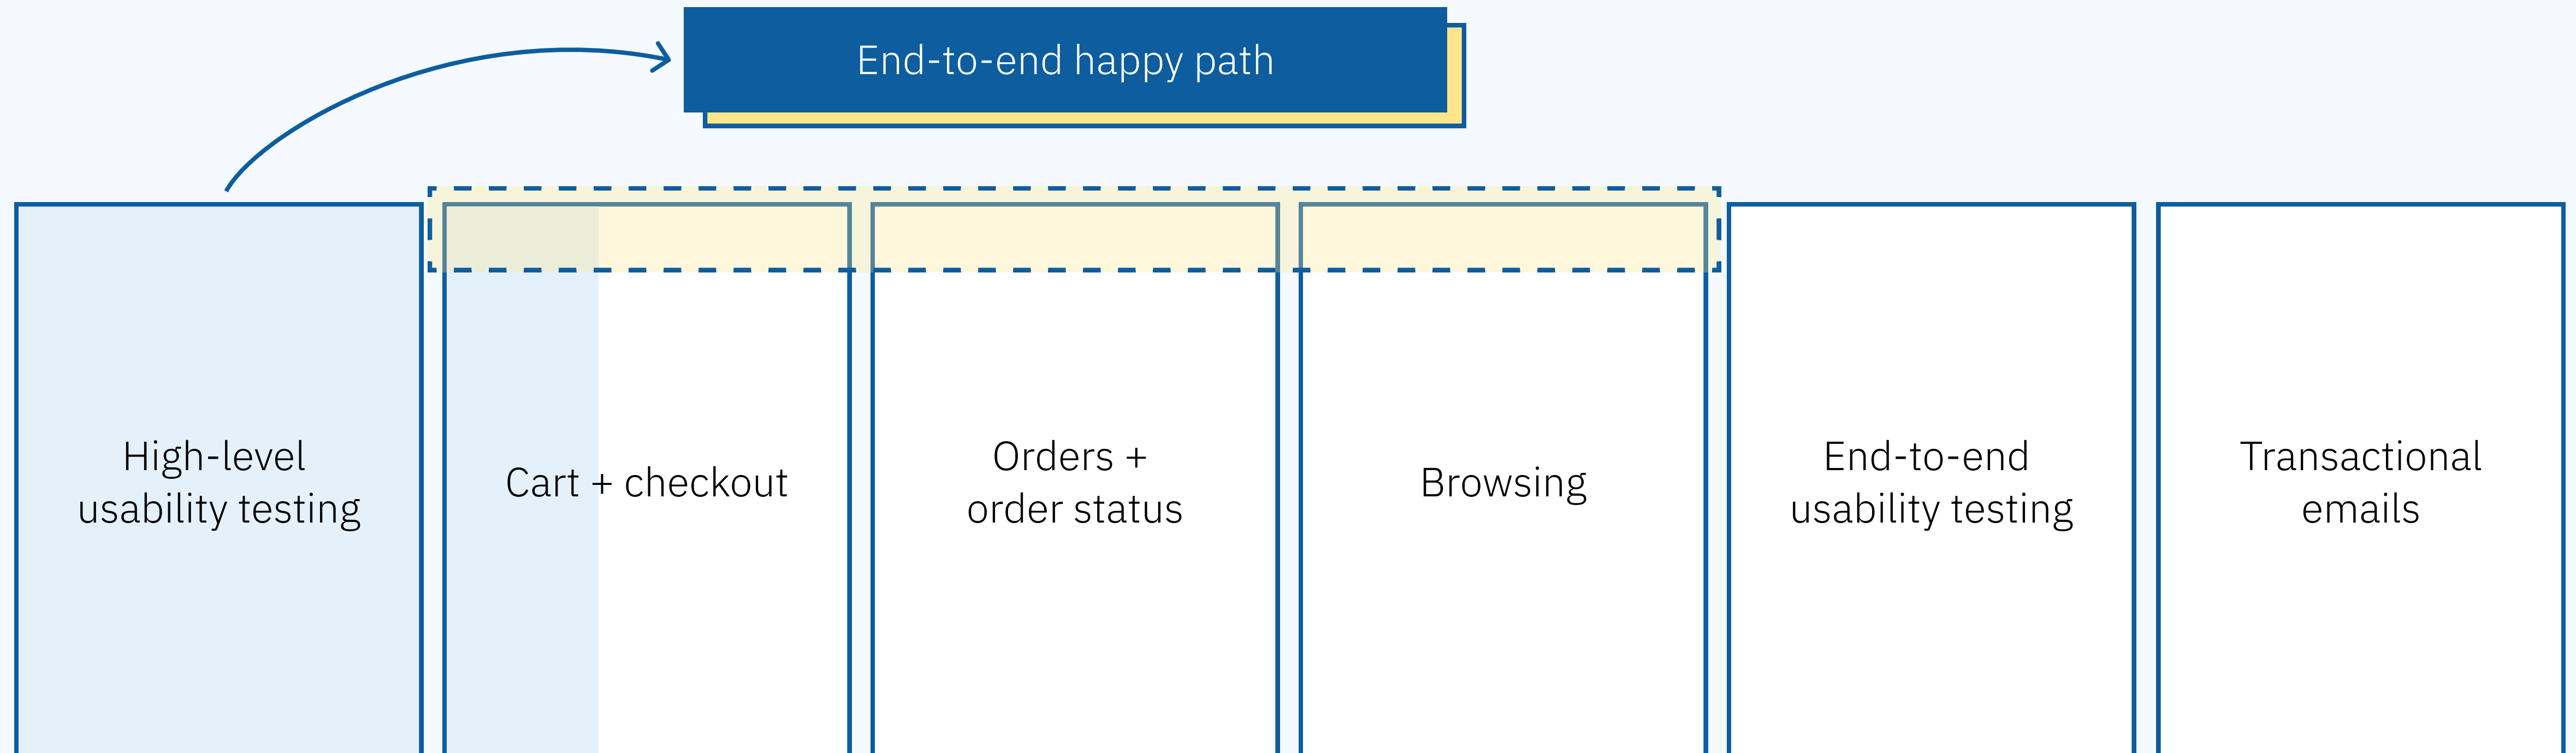 End-to-end happy path
High-level
usability testing
Cart + checkout
Orders +
order status
Browsing
End-to-end
usability testing
Transactional
emails